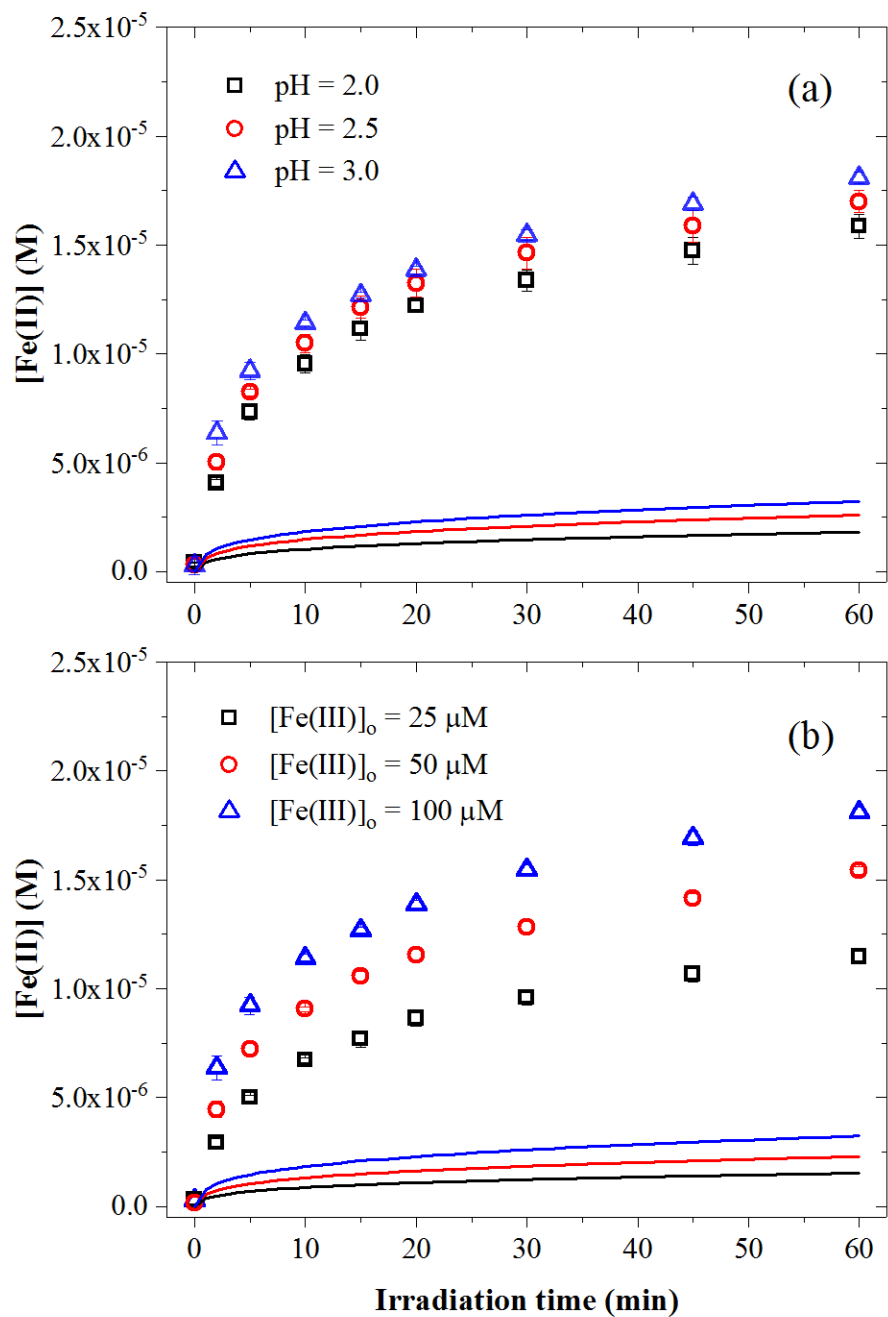 2.5x10⁻⁵
(a)
pH = 2.0
pH = 2.5
pH = 3.0
2.0x10⁻⁵
1.5x10⁻⁵
1.0x10⁻⁵
5.0x10⁻⁶
0.0
[Fe(II)] (M)
0 10 20 30 40 50 60
2.5x10⁻⁵
(b)
[Fe(III)]ₒ = 25 μM
[Fe(III)]ₒ = 50 μM
[Fe(III)]ₒ = 100 μM
2.0x10⁻⁵
1.5x10⁻⁵
1.0x10⁻⁵
5.0x10⁻⁶
0.0
[Fe(II)] (M)
0 10 20 30 40 50 60
Irradiation time (min)